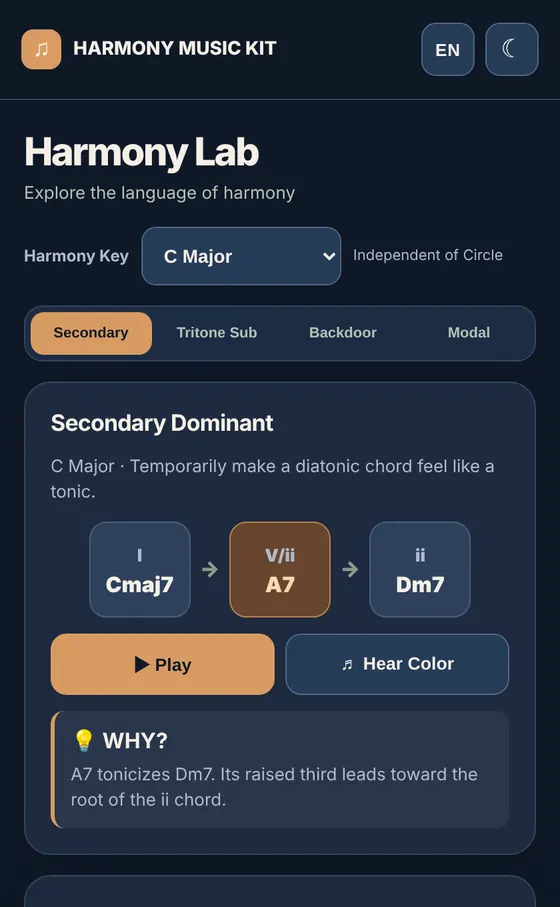 HARMONY MUSIC KIT
EN
Harmony Lab
Explore the language of harmony
Harmony Key
C Major
Independent of Circle
Secondary
Tritone Sub
Backdoor
Modal
Secondary Dominant
C Major · Temporarily make a diatonic chord feel like a
tonic.
I
Cmaj7
→
V/ii
A7
→
ii
Dm7
▶ Play
♬ Hear Color
💡 WHY?
A7 tonicizes Dm7. Its raised third leads toward the
root of the ii chord.